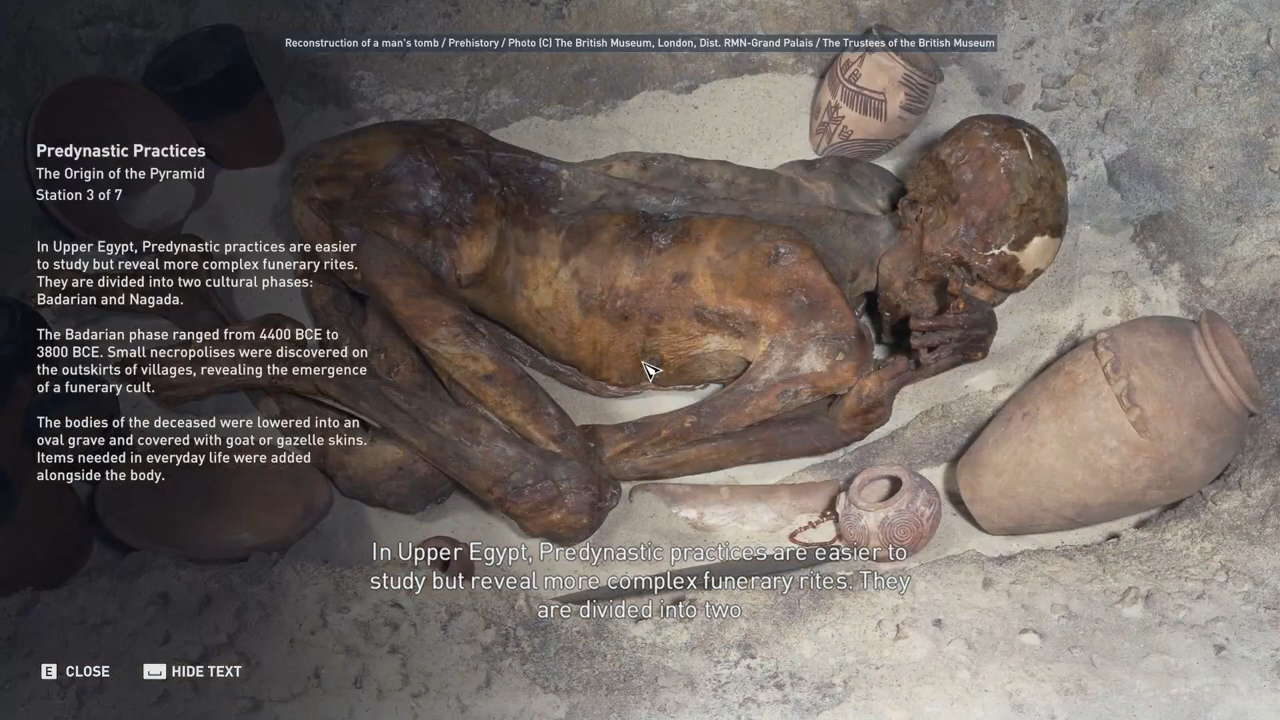 Reconstruction of a man's tomb / Prehistory / Photo (C) The British Museum, London, Dist. RMN-Grand Palais / The Trustees of the British Museum
Predynastic Practices
The Origin of the Pyramid
Station 3 of 7
In Upper Egypt, Predynastic practices are easier
to study but reveal more complex funerary rites.
They are divided into two cultural phases:
Badarian and Nagada.
The Badarian phase ranged from 4400 BCE to
3800 BCE. Small necropolises were discovered on
the outskirts of villages, revealing the emergence
of a funerary cult.
The bodies of the deceased were lowered into an
oval grave and covered with goat or gazelle skins.
Items needed in everyday life were added
alongside the body.
In Upper Egypt, Predynastic practices are easier to
study but reveal more complex funerary rites. They
are divided into two
E CLOSE HIDE TEXT